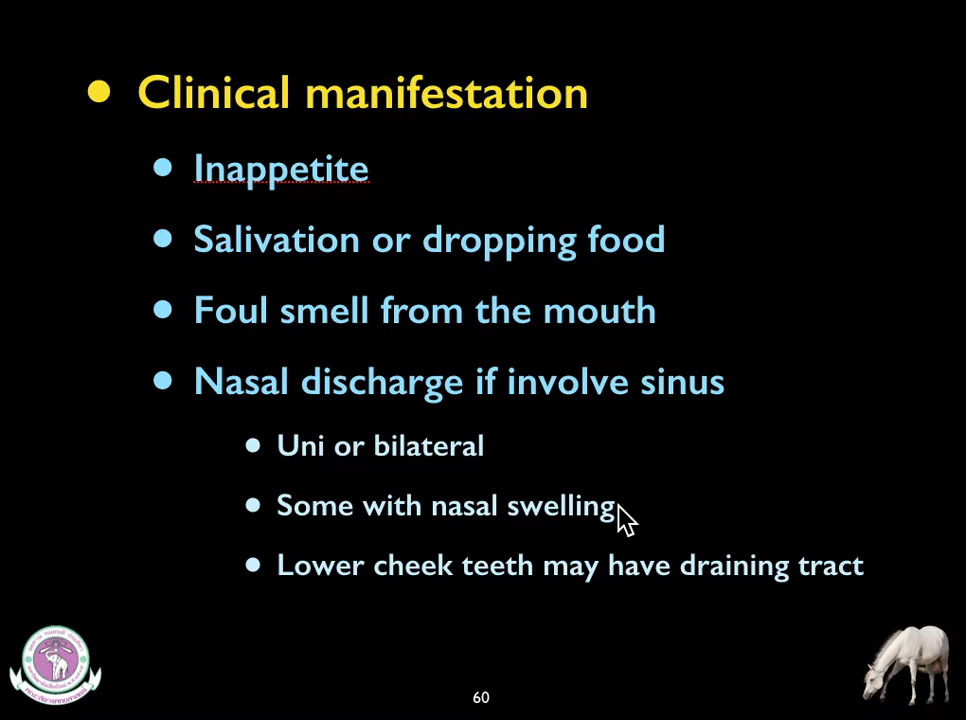 Clinical manifestation
Inappetite
Salivation or dropping food
Foul smell from the mouth
Nasal discharge if involve sinus
Uni or bilateral
Some with nasal swelling
Lower cheek teeth may have draining tract
60